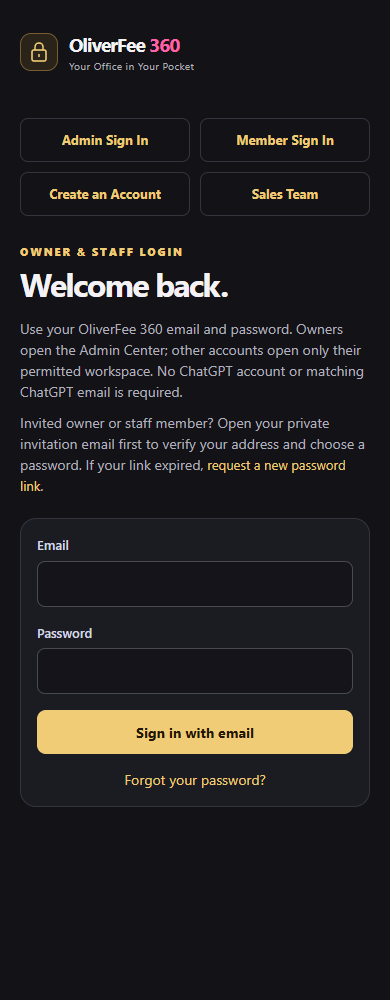 OliverFee 360
Your Office in Your Pocket
Admin Sign In
Member Sign In
Create an Account
Sales Team
OWNER & STAFF LOGIN
Welcome back.
Use your OliverFee 360 email and password. Owners
open the Admin Center; other accounts open only their
permitted workspace. No ChatGPT account or matching
ChatGPT email is required.
Invited owner or staff member? Open your private
invitation email first to verify your address and choose a
password. If your link expired, request a new password
link.
Email
Password
Sign in with email
Forgot your password?